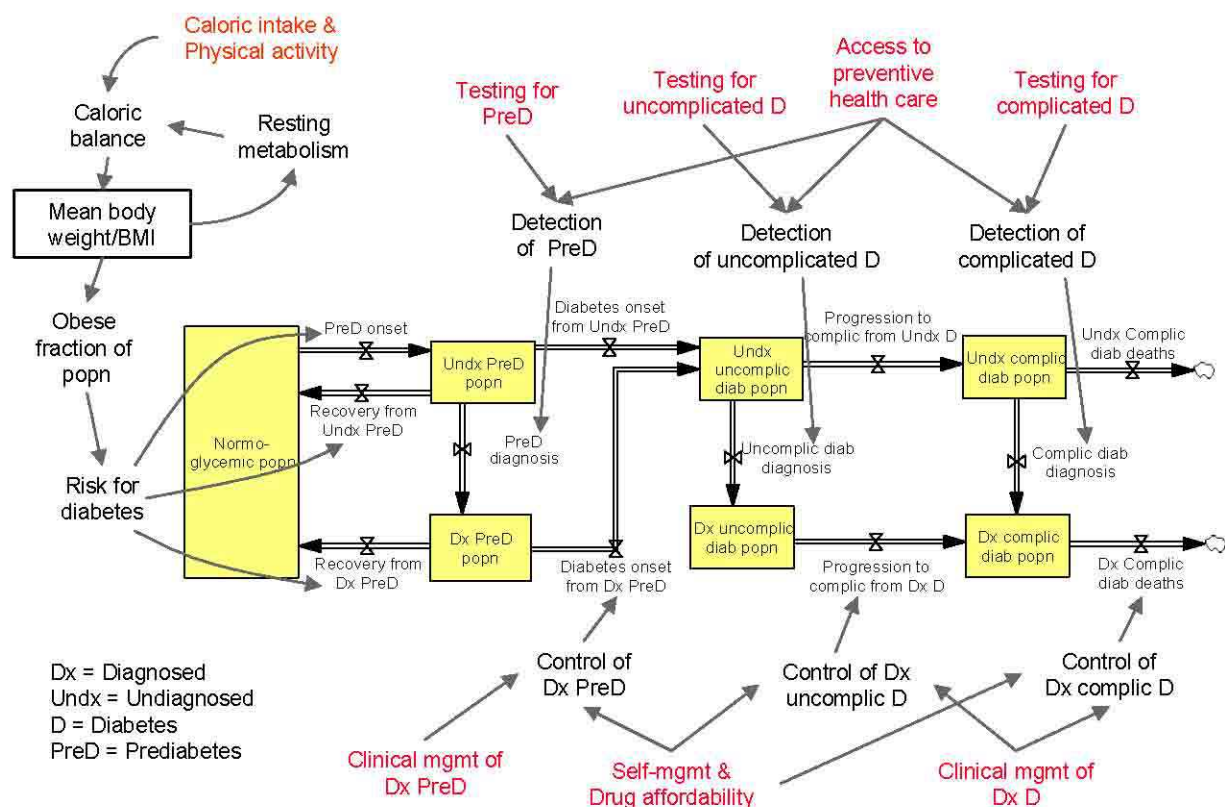 Caloric intake &
Physical activity
Caloric
balance
Resting
metabolism
Mean body
weight/BMI
Obese
fraction of
popn
Risk for
diabetes
Testing for
PreD
Testing for
uncomplicated D
Access to
preventive
health care
Testing for
complicated D
Detection
of PreD
Detection
of uncomplicated D
Detection of
complicated D
PreD onset
Diabetes onset
from Undx PreD
Progression to
complic from Undx D
Undx Complic
diab deaths
Undx PreD
popn
Undx
uncomplic
diab popn
Undx complic
diab popn
Recovery from
Undx PreD
Normo-
glycemic popn
PreD
diagnosis
Uncomplic diab
diagnosis
Complic diab
diagnosis
Dx PreD
popn
Dx uncomplic
diab popn
Dx complic
diab popn
Recovery from
Dx PreD
Diabetes onset
from Dx PreD
Progression to
complic from Dx D
Dx Complic
diab deaths
Control of
Dx PreD
Control of Dx
uncomplic D
Control of
Dx complic D
Dx = Diagnosed
Undx = Undiagnosed
D = Diabetes
PreD = Prediabetes
Clinical mgmt of
Dx PreD
Self-mgmt &
Drug affordability
Clinical mgmt of
Dx D